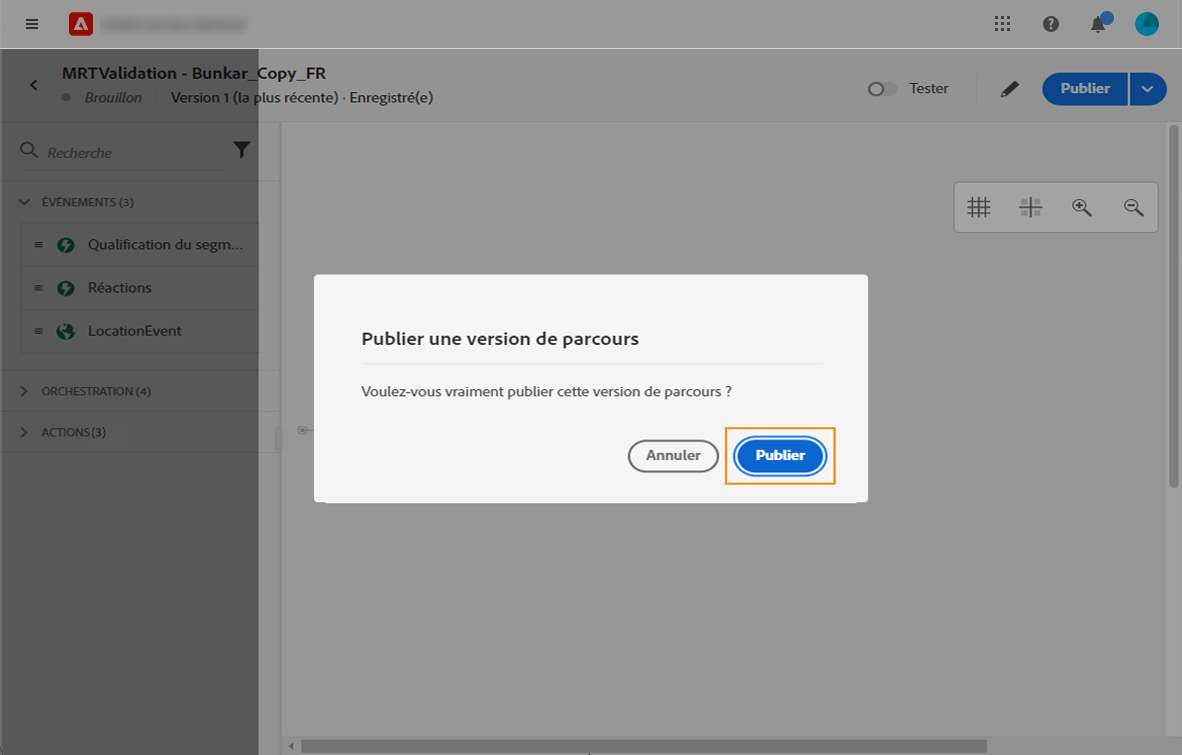 MRTValidation - Bunkar_Copy_FR
Brouillon
Version 1 (la plus récente) · Enregistré(e)
Tester
Publier
Recherche
ÉVÉNEMENTS (3)
Qualification du segm...
Réactions
LocationEvent
ORCHESTRATION (4)
ACTIONS (3)
Publier une version de parcours
Voulez-vous vraiment publier cette version de parcours ?
Annuler
Publier